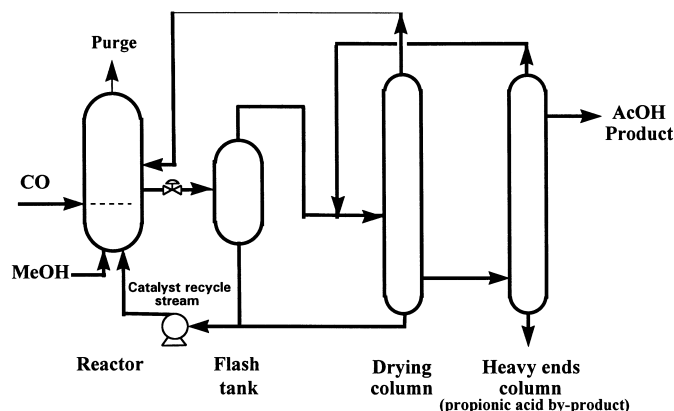 Purge
AcOH
Product
CO
MeOH
Catalyst recycle
stream
Reactor
Flash
tank
Drying
column
Heavy ends
column
(propionic acid by-product)